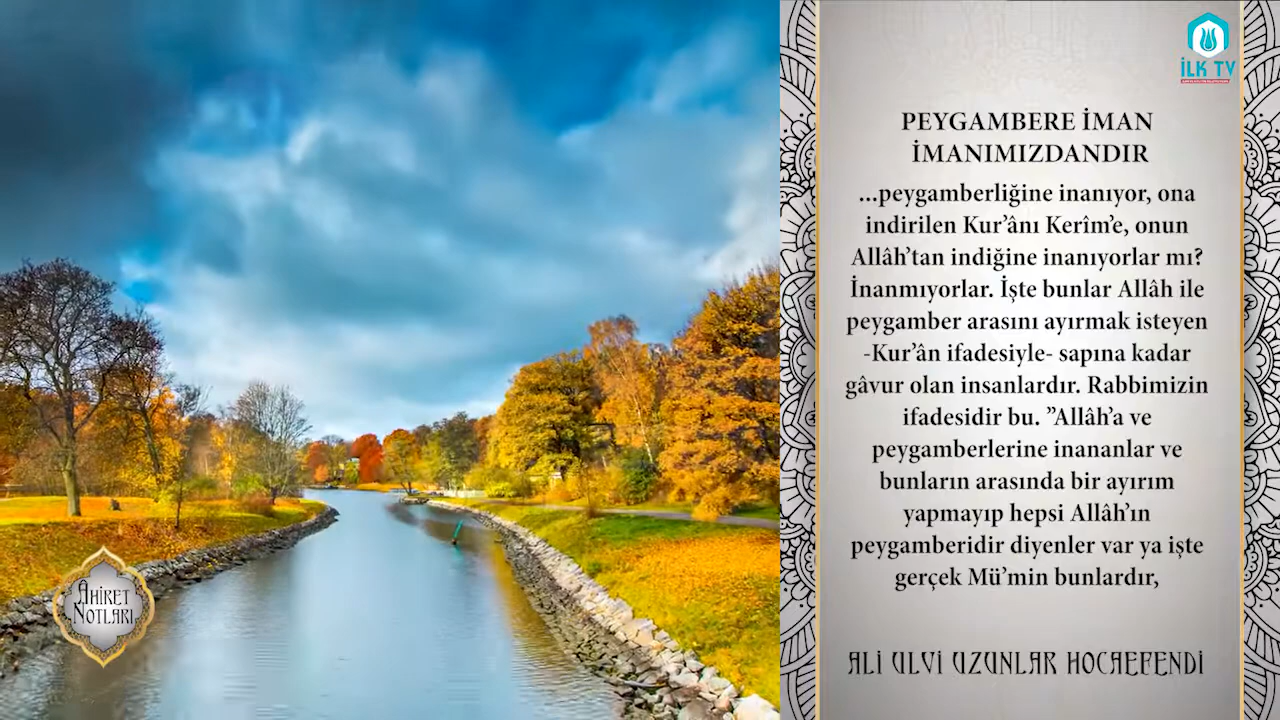 İLK TV
PEYGAMBERE İMAN
İMANIMIZDANDIR
...peygamberliğine inanıyor, ona
indirilen Kur’ânı Kerîm’e, onun
Allâh’tan indiğine inanıyorlar mı?
İnanmıyorlar. İşte bunlar Allâh ile
peygamber arasını ayırmak isteyen
-Kur’ân ifadesiyle- sapına kadar
gâvur olan insanlardır. Rabbimizin
ifadesidir bu. ”Allâh’a ve
peygamberlerine inananlar ve
bunların arasında bir ayırım
yapmayıp hepsi Allâh’ın
peygamberidir diyenler var ya işte
gerçek Mü’min bunlardır,
ALİ ULVİ UZUNLAR HOCAEFENDİ
ÂHİRET
NOTLARI